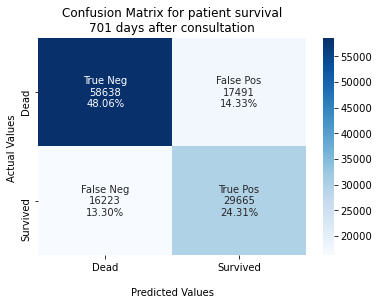 Confusion Matrix for patient survival
701 days after consultation
True Neg
58638
48.06%
False Pos
17491
14.33%
False Neg
16223
13.30%
True Pos
29665
24.31%
Dead
Survived
Actual Values
Dead
Survived
Predicted Values
55000
50000
45000
40000
35000
30000
25000
20000